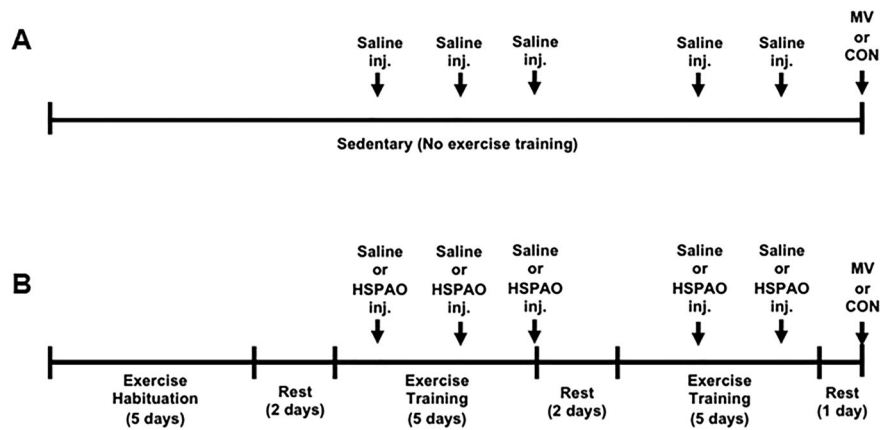 A
Saline
inj.
Saline
inj.
Saline
inj.
Saline
inj.
Saline
inj.
MV
or
CON
Sedentary (No exercise training)
B
Saline
or
HSPAO
inj.
Saline
or
HSPAO
inj.
Saline
or
HSPAO
inj.
Saline
or
HSPAO
inj.
Saline
or
HSPAO
inj.
MV
or
CON
Exercise
Habituation
(5 days)
Rest
(2 days)
Exercise
Training
(5 days)
Rest
(2 days)
Exercise
Training
(5 days)
Rest
(1 day)